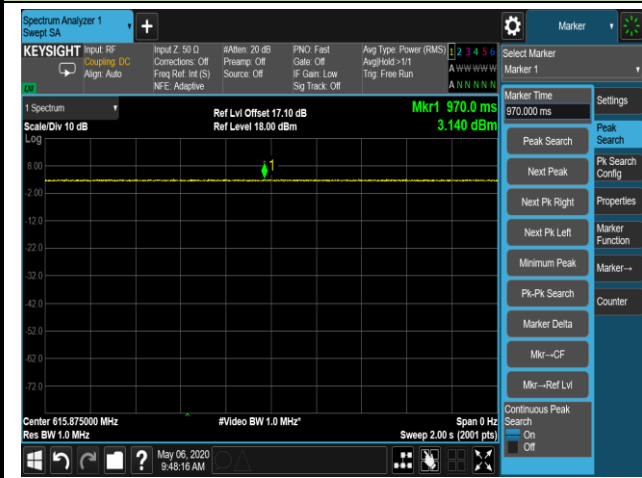 Spectrum Analyzer 1
Swept SA
+
Marker
KEYSIGHT
Input: RF
Coupling: DC
Align: Auto
Input Z: 50 Ω
Corrections: Off
Freq Ref: Int (S)
NFE: Adaptive
#Atten: 20 dB
Preamp: Off
Source: Off
PNO: Fast
Gate: Off
IF Gain: Low
Sig Track: Off
Avg Type: Power (RMS)
Avg|Hold:>1/1
Trig: Free Run
1 2 3 4 5 6
A W W W W W
A N N N N N
LXI
1 Spectrum
Scale/Div 10 dB
Log
Ref Lvl Offset 17.10 dB
Ref Level 18.00 dBm
Mkr1 970.0 ms
3.140 dBm
1
8.00
-2.00
-12.0
-22.0
-32.0
-42.0
-52.0
-62.0
-72.0
Center 615.875000 MHz
Res BW 1.0 MHz
#Video BW 1.0 MHz*
Span 0 Hz
Sweep 2.00 s (2001 pts)
?
May 06, 2020
9:48:16 AM
Select Marker
Marker 1
Marker Time
970.000 ms
Peak Search
Next Peak
Next Pk Right
Next Pk Left
Minimum Peak
Pk-Pk Search
Marker Delta
Mkr→CF
Mkr→Ref Lvl
Continuous Peak
Search
On
Off
Settings
Peak
Search
Pk Search
Config
Properties
Marker
Function
Marker→
Counter